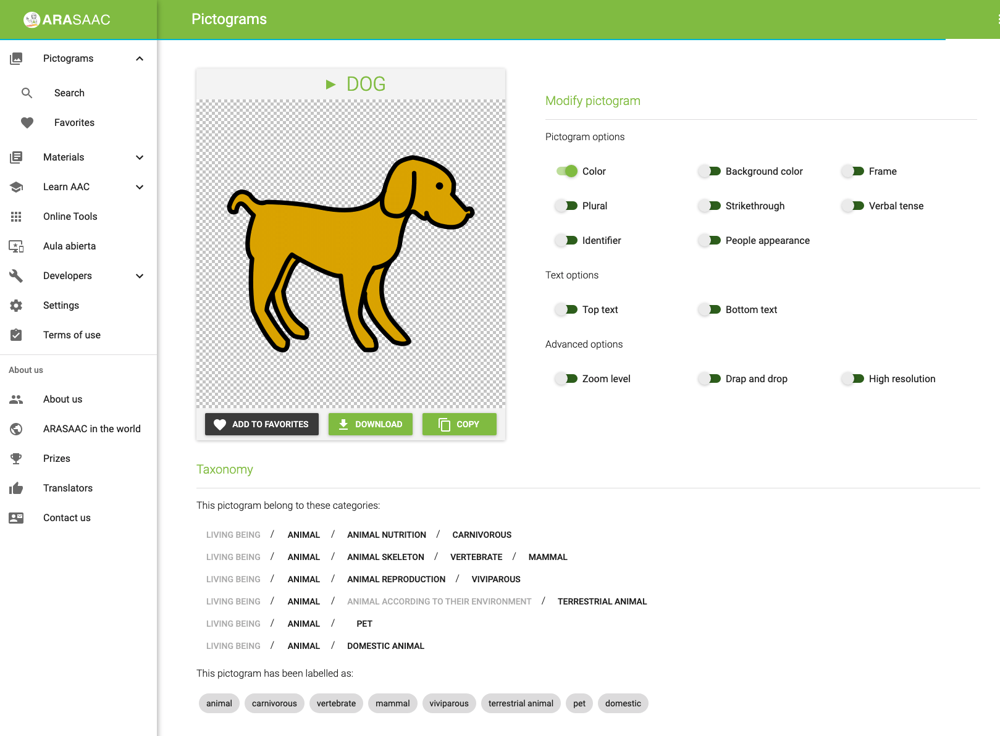 ARASAAC
Pictograms
Pictograms
Search
Favorites
Materials
Learn AAC
Online Tools
Aula abierta
Developers
Settings
Terms of use
About us
About us
ARASAAC in the world
Prizes
Translators
Contact us
DOG
ADD TO FAVORITES
DOWNLOAD
COPY
Modify pictogram
Pictogram options
Color
Background color
Frame
Plural
Strikethrough
Verbal tense
Identifier
People appearance
Text options
Top text
Bottom text
Advanced options
Zoom level
Drap and drop
High resolution
Taxonomy
This pictogram belong to these categories:
LIVING BEING / ANIMAL / ANIMAL NUTRITION / CARNIVOROUS
LIVING BEING / ANIMAL / ANIMAL SKELETON / VERTEBRATE / MAMMAL
LIVING BEING / ANIMAL / ANIMAL REPRODUCTION / VIVIPAROUS
LIVING BEING / ANIMAL / ANIMAL ACCORDING TO THEIR ENVIRONMENT / TERRESTRIAL ANIMAL
LIVING BEING / ANIMAL / PET
LIVING BEING / ANIMAL / DOMESTIC ANIMAL
This pictogram has been labelled as:
animal carnivorous vertebrate mammal viviparous terrestrial animal pet domestic